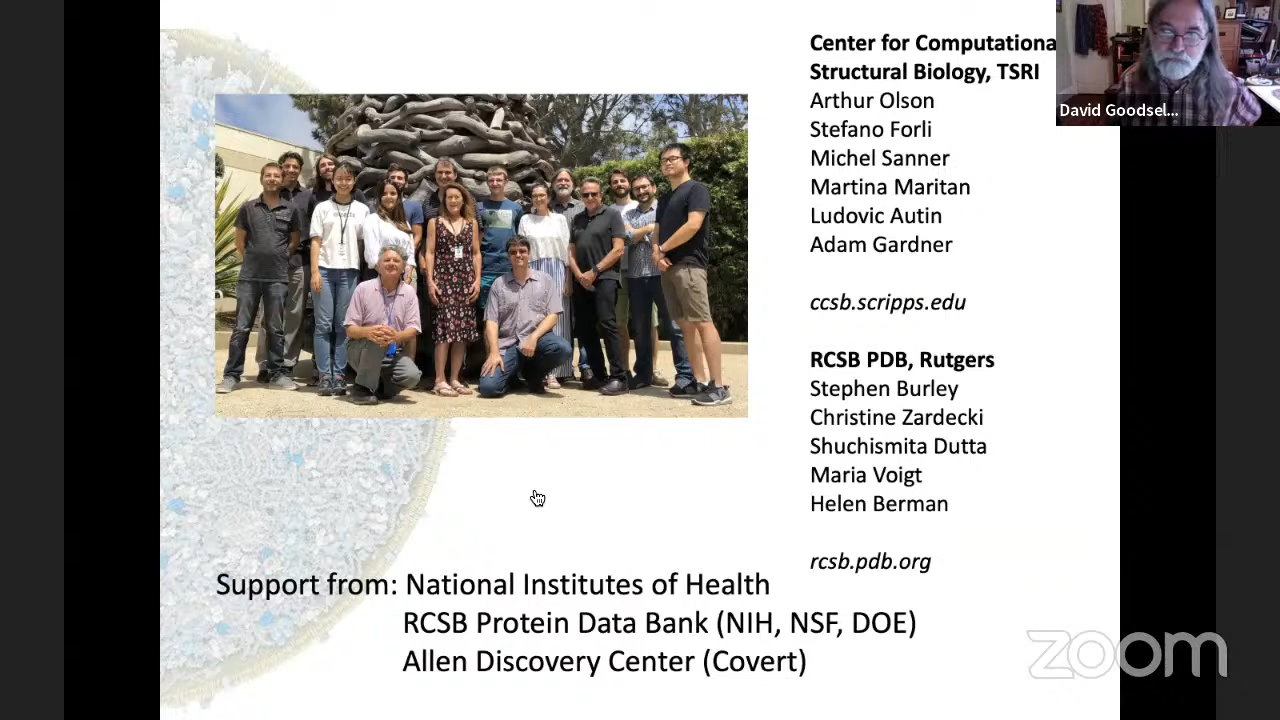 Center for Computationa
Structural Biology, TSRI
Arthur Olson
Stefano Forli
Michel Sanner
Martina Maritan
Ludovic Autin
Adam Gardner
ccsb.scripps.edu
RCSB PDB, Rutgers
Stephen Burley
Christine Zardecki
Shuchismita Dutta
Maria Voigt
Helen Berman
rcsb.pdb.org
Support from: National Institutes of Health
RCSB Protein Data Bank (NIH, NSF, DOE)
Allen Discovery Center (Covert)
David Goodsel...
zoom